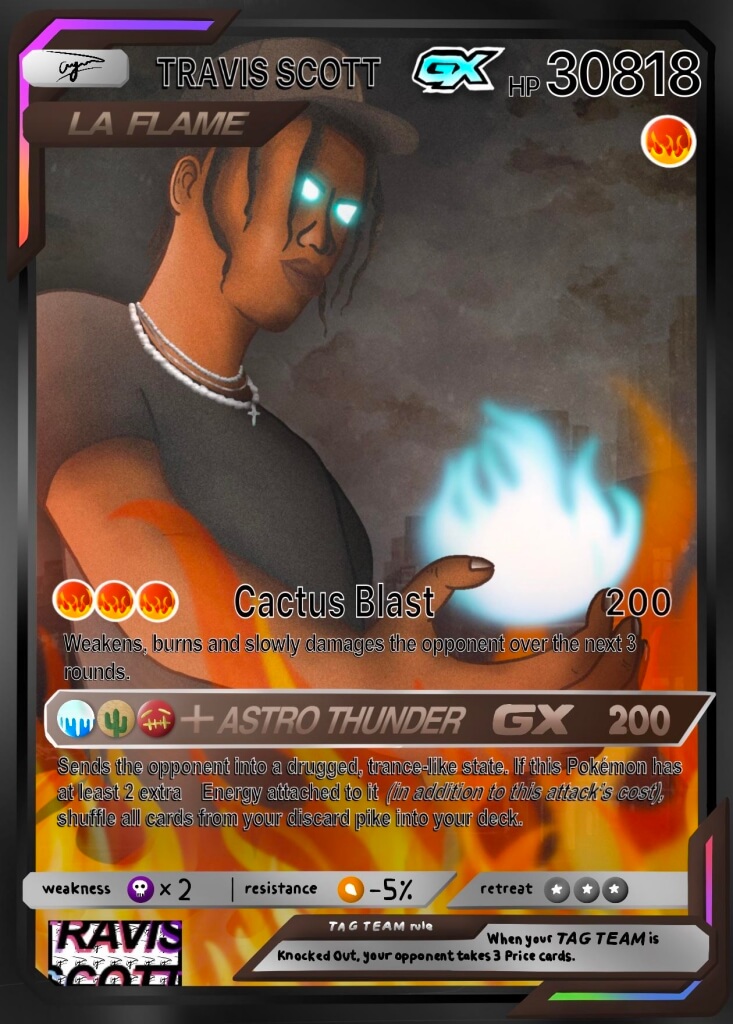 TRAVIS SCOTT GX HP 30818
LA FLAME
Cactus Blast 200
Weakens, burns and slowly damages the opponent over the next 3
rounds.
+ ASTRO THUNDER GX 200
Sends the opponent into a drugged, trance-like state. If this Pokémon has
at least 2 extra Energy attached to it (in addition to this attack's cost),
shuffle all cards from your discard pike into your deck.
weakness x 2 | resistance -5% retreat
TRAVIS
SCOTT
TAG TEAM rule
When your TAG TEAM is
Knocked Out, your opponent takes 3 Price cards.